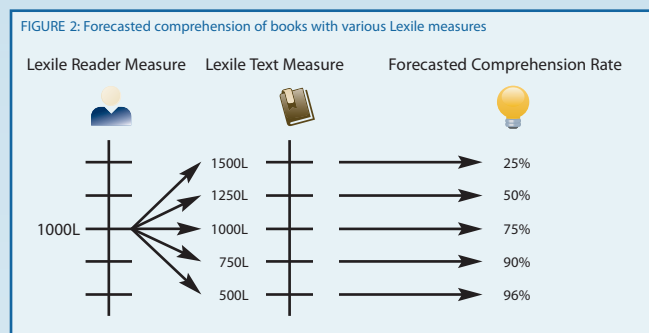 FIGURE 2: Forecasted comprehension of books with various Lexile measures
Lexile Reader Measure Lexile Text Measure Forecasted Comprehension Rate
1500L 25%
1250L 50%
1000L 1000L 75%
750L 90%
500L 96%